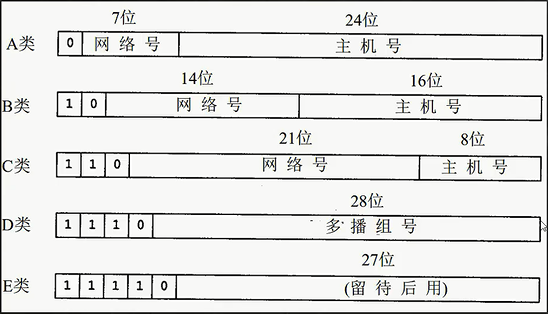 7位 24位
A类 0 网络号 主机号
14位 16位
B类 1 0 网络号 主机号
21位 8位
C类 1 1 0 网络号 主机号
28位
D类 1 1 1 0 多播组号
27位
E类 1 1 1 1 0 (留待后用)